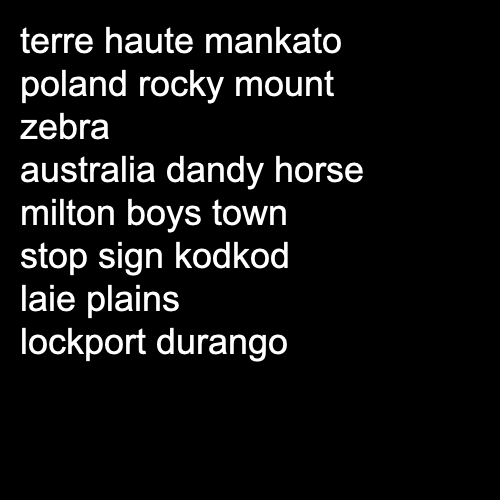 terre haute mankato
poland rocky mount
zebra
australia dandy horse
milton boys town
stop sign kodkod
laie plains
lockport durango